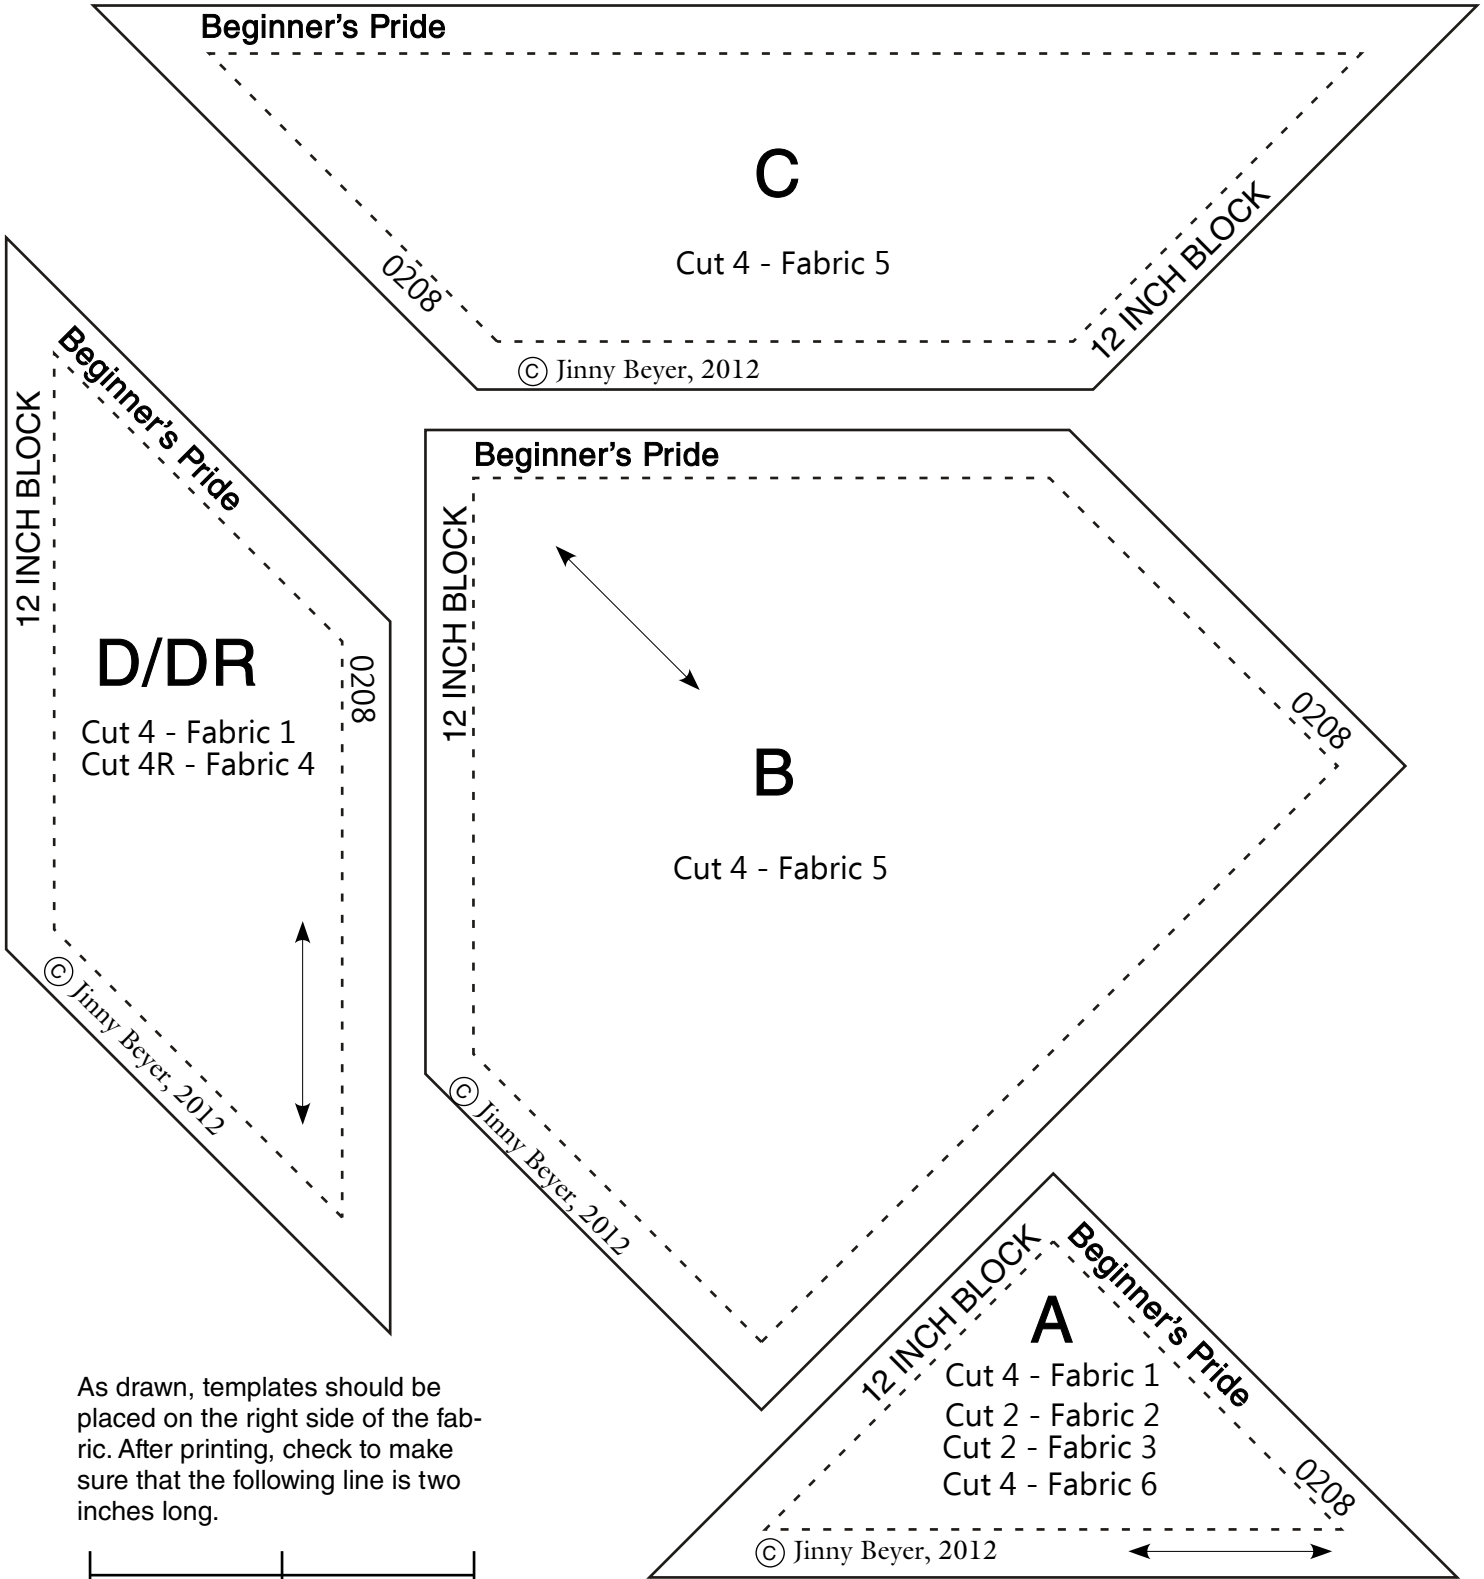 Beginner's Pride
C
Cut 4 - Fabric 5
0208
12 INCH BLOCK
© Jinny Beyer, 2012
Beginner's Pride
12 INCH BLOCK
D/DR
0208
Cut 4 - Fabric 1
Cut 4R - Fabric 4
© Jinny Beyer, 2012
Beginner's Pride
12 INCH BLOCK
0208
B
Cut 4 - Fabric 5
© Jinny Beyer, 2012
12 INCH BLOCK
Beginner's Pride
A
Cut 4 - Fabric 1
Cut 2 - Fabric 2
Cut 2 - Fabric 3
Cut 4 - Fabric 6
0208
© Jinny Beyer, 2012
As drawn, templates should be
placed on the right side of the fab-
ric. After printing, check to make
sure that the following line is two
inches long.